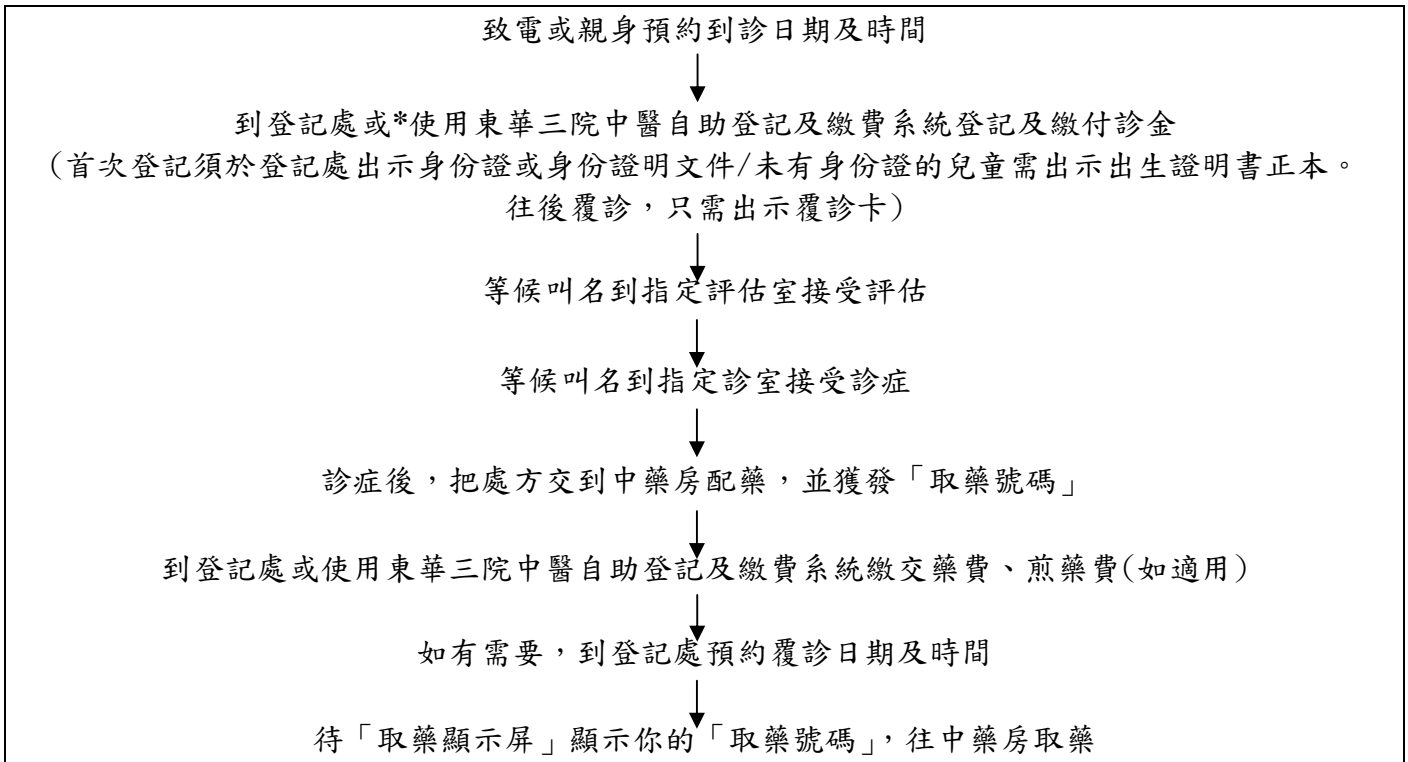 致電或親身預約到診日期及時間
到登記處或*使用東華三院中醫自助登記及繳費系統登記及繳付診金
(首次登記須於登記處出示身份證或身份證明文件/未有身份證的兒童需出示出生證明書正本。
往後覆診，只需出示覆診卡)
等候叫名到指定評估室接受評估
等候叫名到指定診室接受診症
診症後，把處方交到中藥房配藥，並獲發「取藥號碼」
到登記處或使用東華三院中醫自助登記及繳費系統繳交藥費、煎藥費(如適用)
如有需要，到登記處預約覆診日期及時間
待「取藥顯示屏」顯示你的「取藥號碼」，往中藥房取藥